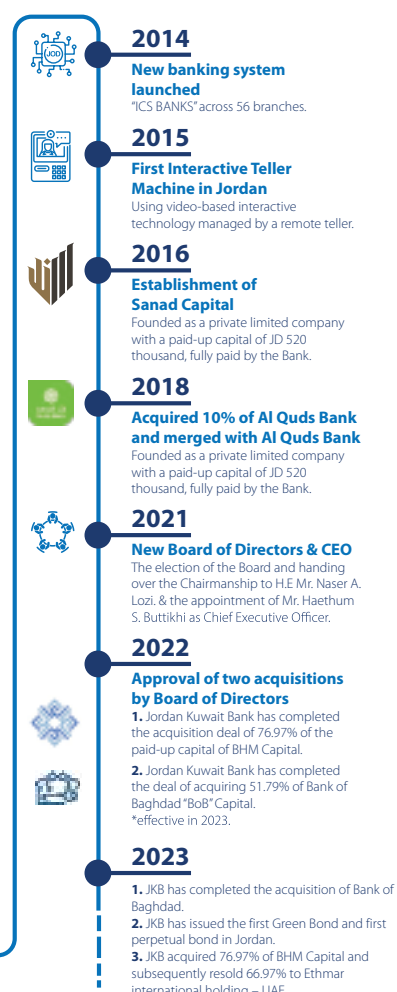 JOD
2014
New banking system
launched
"ICS BANKS" across 56 branches.
2015
First Interactive Teller
Machine in Jordan
Using video-based interactive
technology managed by a remote teller.
2016
Establishment of
Sanad Capital
Founded as a private limited company
with a paid-up capital of JD 520
thousand, fully paid by the Bank.
2018
Acquired 10% of Al Quds Bank
and merged with Al Quds Bank
Founded as a private limited company
with a paid-up capital of JD 520
thousand, fully paid by the Bank.
2021
New Board of Directors & CEO
The election of the Board and handing
over the Chairmanship to H.E Mr. Naser A.
Lozi. & the appointment of Mr. Haethum
S. Buttikhi as Chief Executive Officer.
2022
Approval of two acquisitions
by Board of Directors
1. Jordan Kuwait Bank has completed
the acquisition deal of 76.97% of the
paid-up capital of BHM Capital.
2. Jordan Kuwait Bank has completed
the deal of acquiring 51.79% of Bank of
Baghdad "BoB" Capital.
*effective in 2023.
2023
1. JKB has completed the acquisition of Bank of
Baghdad.
2. JKB has issued the first Green Bond and first
perpetual bond in Jordan.
3. JKB acquired 76.97% of BHM Capital and
subsequently resold 66.97% to Ethmar
international holding – UAE